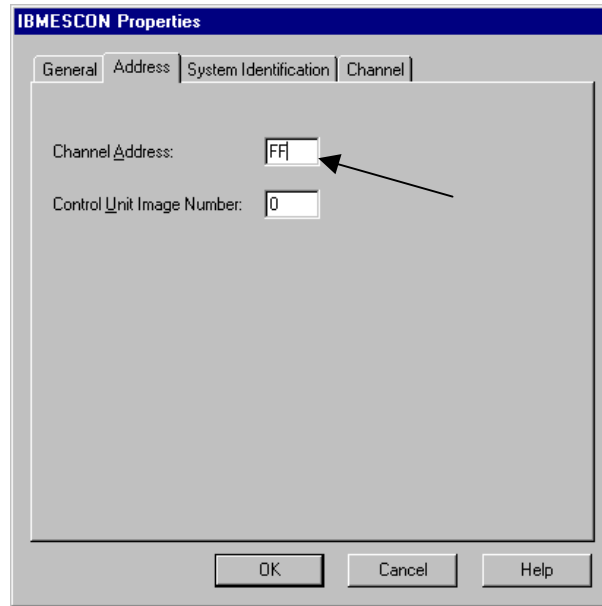 IBMESCON Properties
General Address System Identification Channel
Channel Address: FF
Control Unit Image Number: 0
OK Cancel Help